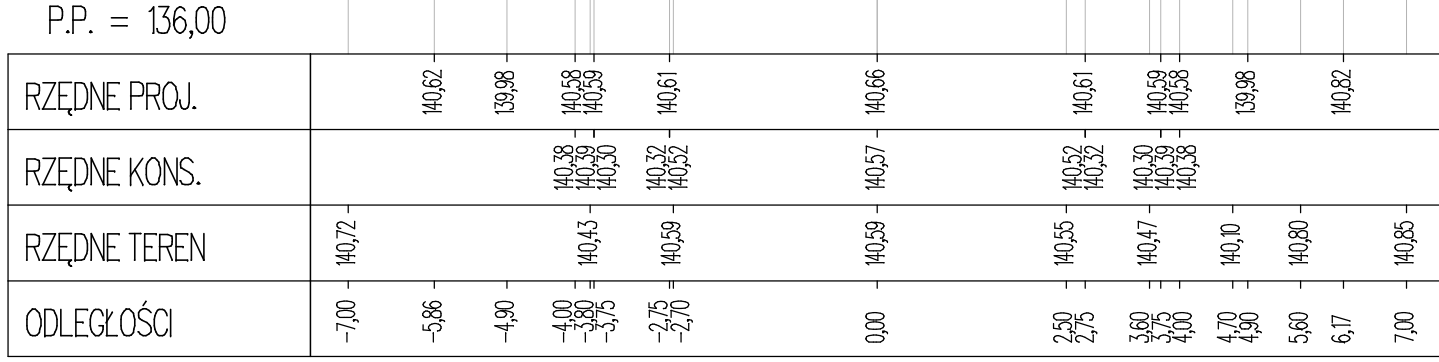 P.P. = 136,00
RZĘDNE PROJ. 140,62 139,98 140,58 140,59 140,61 140,66 140,61 140,59 140,58 139,98 140,82
RZĘDNE KONS. 140,38 140,39 140,30 140,32 140,52 140,57 140,52 140,32 140,30 140,39 140,38
RZĘDNE TEREN 140,72 140,43 140,59 140,59 140,55 140,47 140,10 140,80 140,85
ODLEGŁOŚCI -7,00 -5,86 -4,90 -4,00 -3,80 -3,75 -2,75 -2,70 0,00 2,50 2,75 3,60 3,75 4,00 4,70 4,90 5,60 6,17 7,00